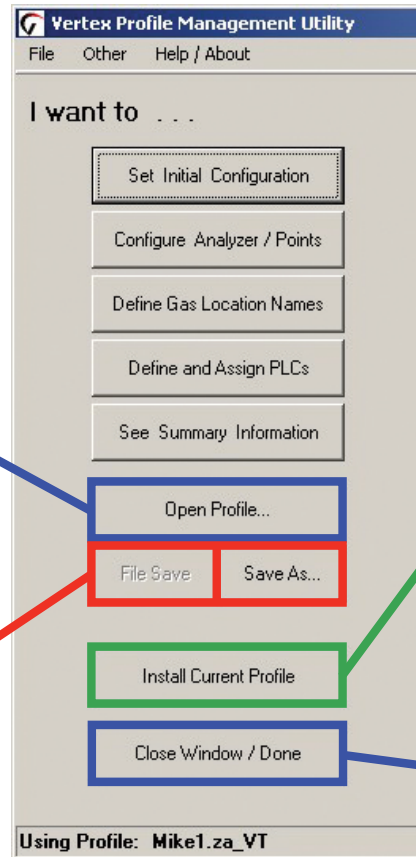 Vertex Profile Management Utility
File Other Help / About
I want to ...
Set Initial Configuration
Configure Analyzer / Points
Define Gas Location Names
Define and Assign PLCs
See Summary Information
Open Profile...
File Save Save As...
Install Current Profile
Close Window / Done
Using Profile: Mike1.za_VT